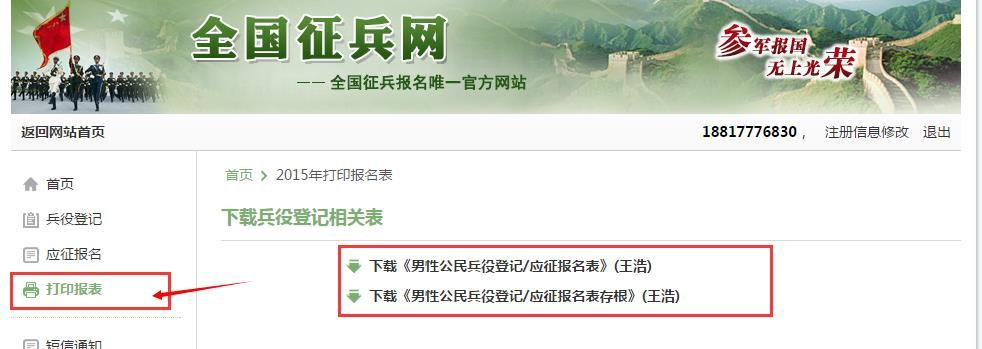 全国征兵网
—— 全国征兵报名唯一官方网站
参军报国
无上光荣
返回网站首页
18817776830 ， 注册信息修改 退出
首页
兵役登记
应征报名
打印报表
短信通知
首页 > 2015年打印报名表
下载兵役登记相关表
下载《男性公民兵役登记/应征报名表》(王浩)
下载《男性公民兵役登记/应征报名表存根》(王浩)